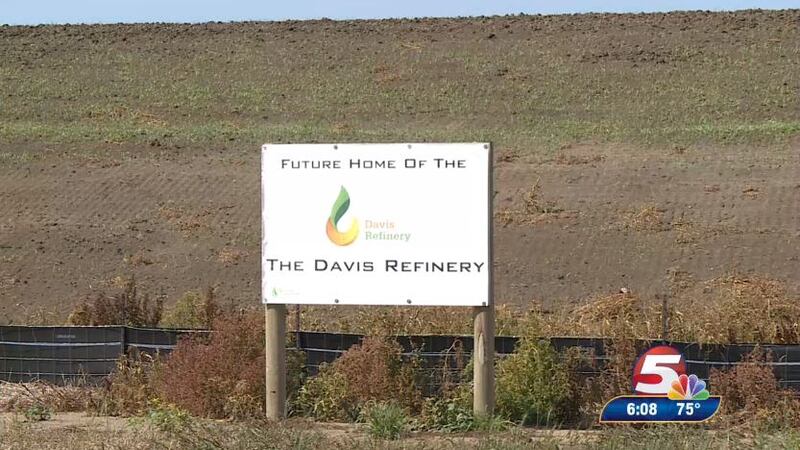 Future Home Of The
Davis
Refinery
The Davis Refinery
5
6:08 75°